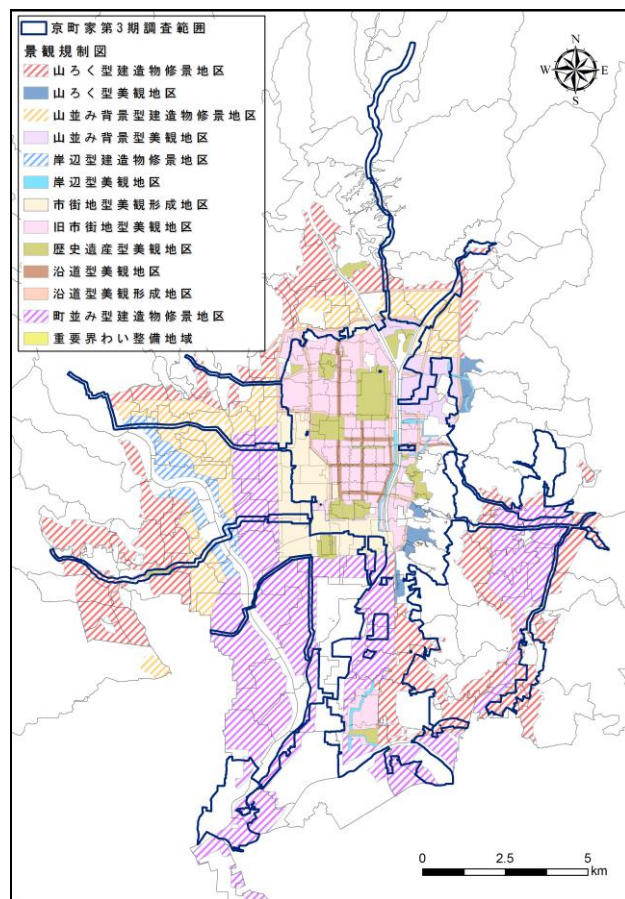 京町家第3期調査範囲
景観規制図
山ろく型建造物修景地区
山ろく型美観地区
山並み背景型建造物修景地区
山並み背景型美観地区
岸辺型建造物修景地区
岸辺型美観地区
市街地型美観形成地区
旧市街地型美観地区
歴史遺産型美観地区
沿道型美観地区
沿道型美観形成地区
町並み型建造物修景地区
重要界わい整備地域
N
W E
S
0 2.5 5
km